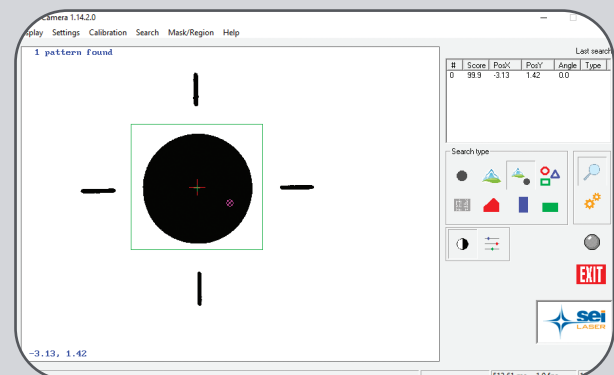 Camera 1.14.2.0
Display Settings Calibration Search Mask/Region Help
1 pattern found
Last search
# Score PosX PosY Angle Type
0 99.9 -3.13 1.42 0.0
Search type
EXIT
sei
LASER
-3.13, 1.42